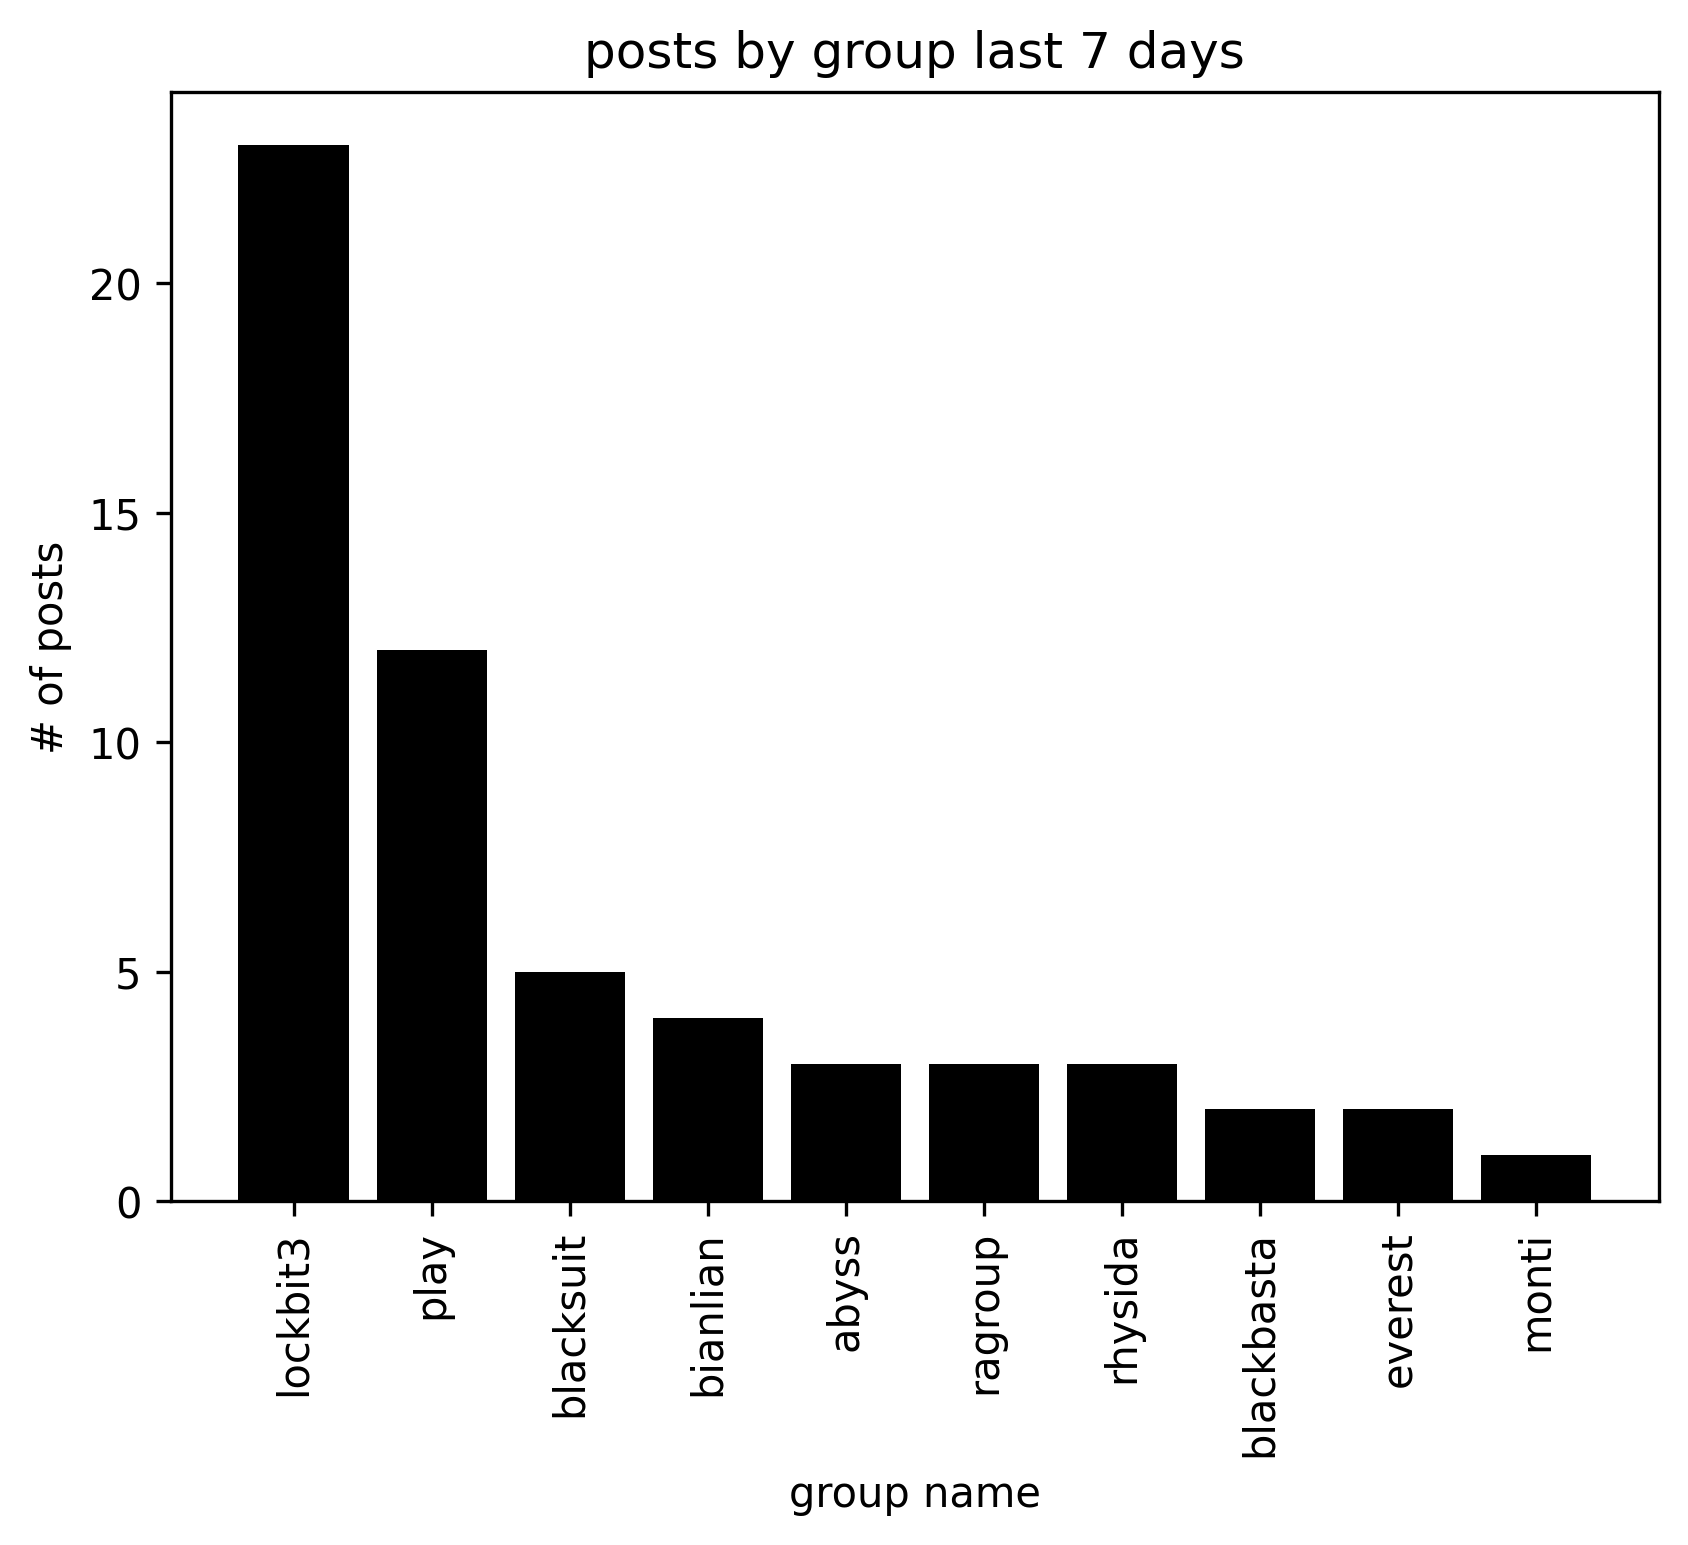 posts by group last 7 days
# of posts
20
15
10
5
0
lockbit3
play
blacksuit
bianlian
abyss
ragroup
rhysida
blackbasta
everest
monti
group name